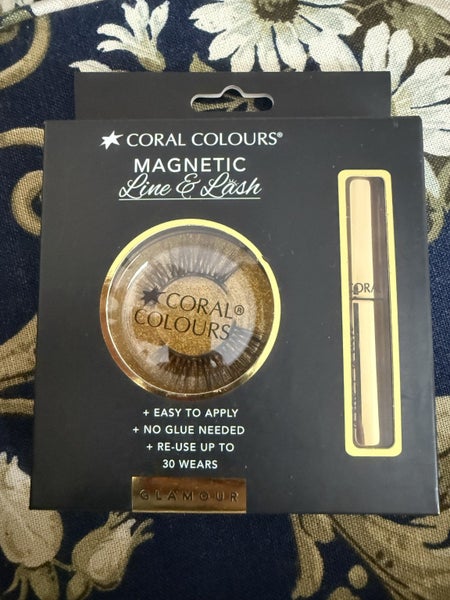 CORAL COLOURS®
MAGNETIC
Line & Lash
CORAL®
COLOURS
CORAL
+ EASY TO APPLY
+ NO GLUE NEEDED
+ RE-USE UP TO
30 WEARS
GLAMOUR